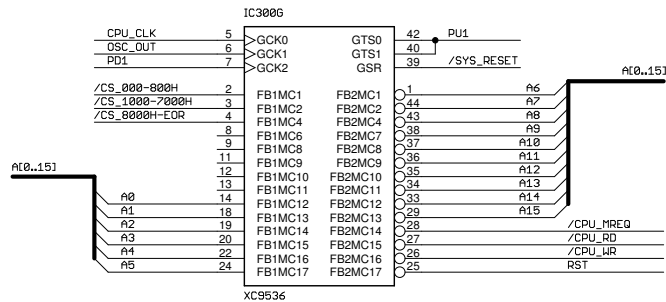 IC300G
CPU_CLK 5 GCK0 GTS0 42 PU1
OSC_OUT 6 GCK1 GTS1 40
PD1 7 GCK2 GSR 39 /SYS_RESET
A[0..15]
/CS_000-800H 2 FB1MC1 FB2MC1 1 A6
/CS_1000-7000H 3 FB1MC2 FB2MC2 44 A7
/CS_8000H-EOR 4 FB1MC4 FB2MC4 43 A8
8 FB1MC6 FB2MC7 38 A9
9 FB1MC8 FB2MC8 37 A10
11 FB1MC9 FB2MC9 36 A11
12 FB1MC10 FB2MC10 35 A12
13 FB1MC11 FB2MC11 34 A13
A[0..15]
A0 14 FB1MC12 FB2MC12 33 A14
A1 18 FB1MC13 FB2MC13 29 A15
A2 19 FB1MC14 FB2MC14 28 /CPU_MREQ
A3 20 FB1MC15 FB2MC15 27 /CPU_RD
A4 22 FB1MC16 FB2MC16 26 /CPU_WR
A5 24 FB1MC17 FB2MC17 25 RST
XC9536